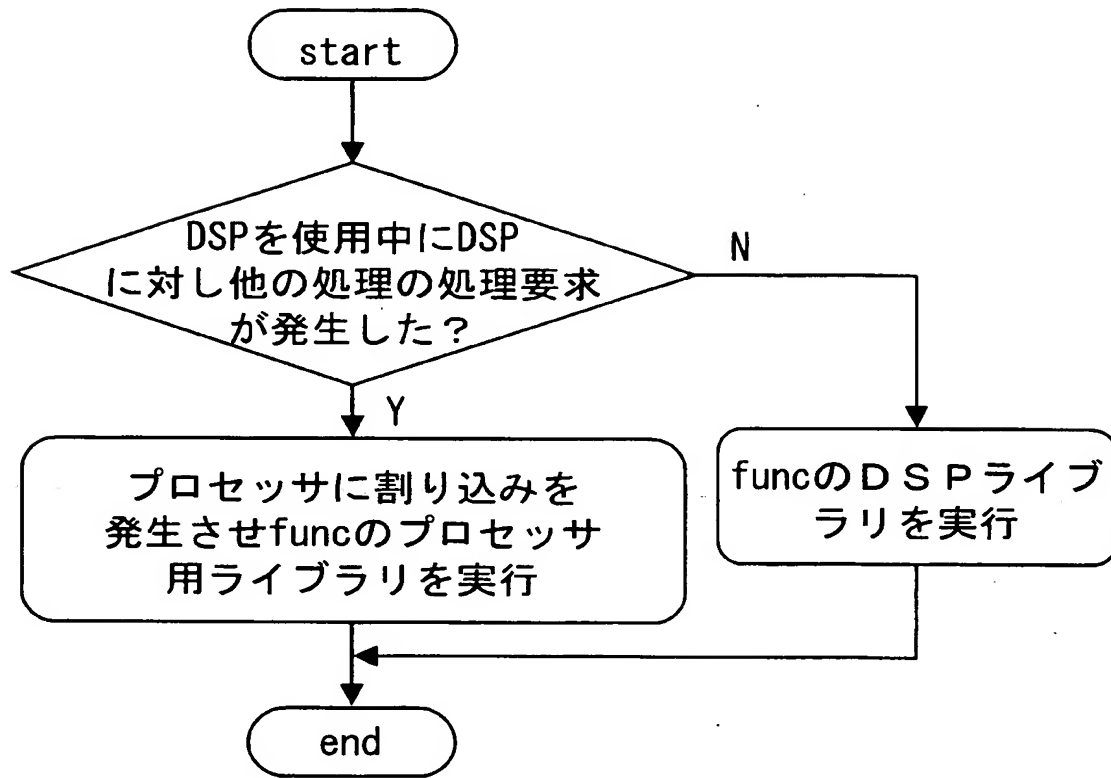 start
DSPを使用中にDSP
に対し他の処理の処理要求
が発生した？
N
Y
プロセッサに割り込みを
発生させfuncのプロセッサ
用ライブラリを実行
funcのＤＳＰライブ
ラリを実行
end